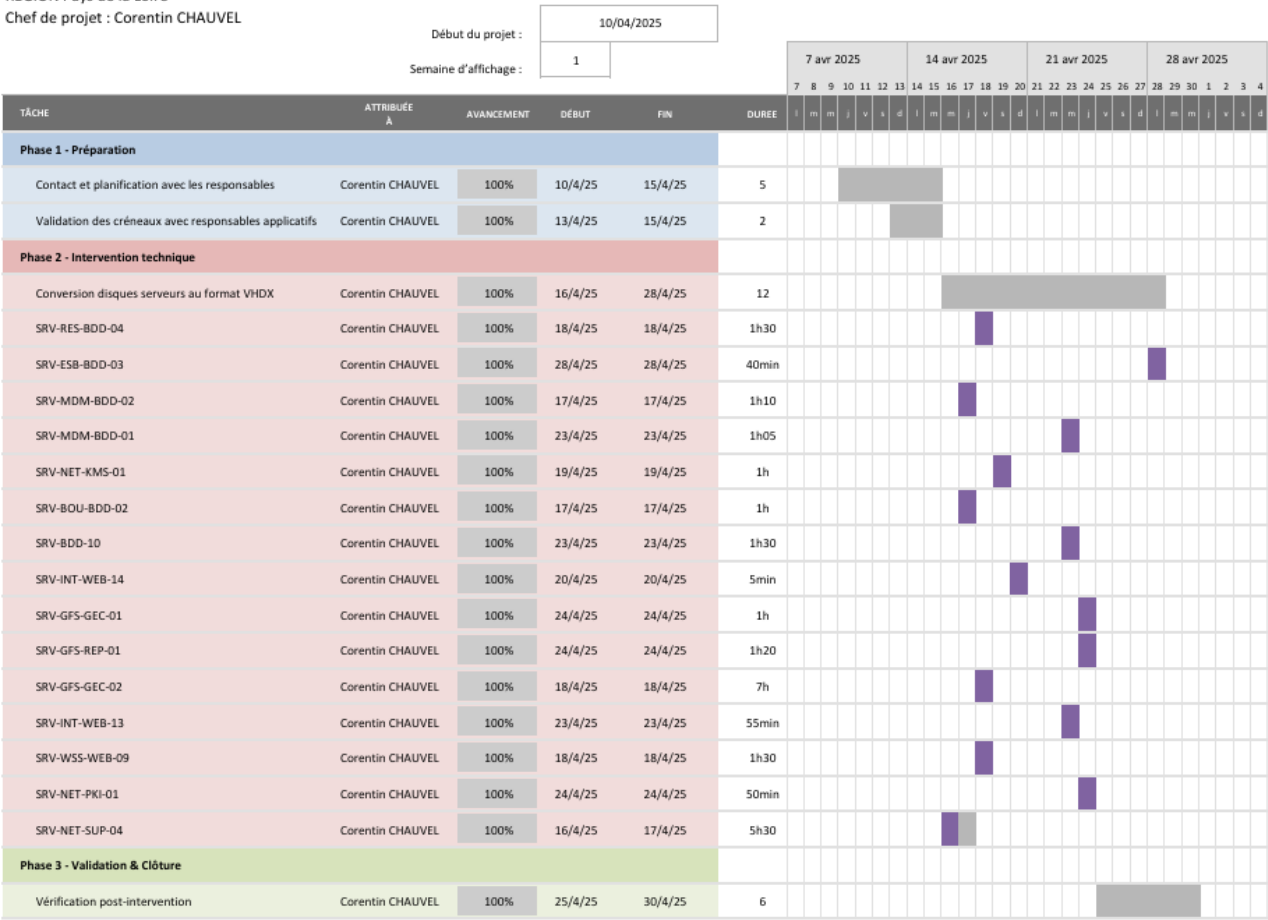 Chef de projet : Corentin CHAUVEL
Début du projet : 10/04/2025
Semaine d'affichage : 1
7 avr 2025 14 avr 2025 21 avr 2025 28 avr 2025
7 8 9 10 11 12 13 14 15 16 17 18 19 20 21 22 23 24 25 26 27 28 29 30 1 2 3 4
TÂCHE ATTRIBUÉE À AVANCEMENT DÉBUT FIN DUREE l m m j v s d l m m j v s d l m m j v s d l m m j v s d
Phase 1 - Préparation
Contact et planification avec les responsables Corentin CHAUVEL 100% 10/4/25 15/4/25 5
Validation des créneaux avec responsables applicatifs Corentin CHAUVEL 100% 13/4/25 15/4/25 2
Phase 2 - Intervention technique
Conversion disques serveurs au format VHDX Corentin CHAUVEL 100% 16/4/25 28/4/25 12
SRV-RES-BDD-04 Corentin CHAUVEL 100% 18/4/25 18/4/25 1h30
SRV-ESB-BDD-03 Corentin CHAUVEL 100% 28/4/25 28/4/25 40min
SRV-MDM-BDD-02 Corentin CHAUVEL 100% 17/4/25 17/4/25 1h10
SRV-MDM-BDD-01 Corentin CHAUVEL 100% 23/4/25 23/4/25 1h05
SRV-NET-KMS-01 Corentin CHAUVEL 100% 19/4/25 19/4/25 1h
SRV-BOU-BDD-02 Corentin CHAUVEL 100% 17/4/25 17/4/25 1h
SRV-BDD-10 Corentin CHAUVEL 100% 23/4/25 23/4/25 1h30
SRV-INT-WEB-14 Corentin CHAUVEL 100% 20/4/25 20/4/25 5min
SRV-GFS-GEC-01 Corentin CHAUVEL 100% 24/4/25 24/4/25 1h
SRV-GFS-REP-01 Corentin CHAUVEL 100% 24/4/25 24/4/25 1h20
SRV-GFS-GEC-02 Corentin CHAUVEL 100% 18/4/25 18/4/25 7h
SRV-INT-WEB-13 Corentin CHAUVEL 100% 23/4/25 23/4/25 55min
SRV-WSS-WEB-09 Corentin CHAUVEL 100% 18/4/25 18/4/25 1h30
SRV-NET-PKI-01 Corentin CHAUVEL 100% 24/4/25 24/4/25 50min
SRV-NET-SUP-04 Corentin CHAUVEL 100% 16/4/25 17/4/25 5h30
Phase 3 - Validation & Clôture
Vérification post-intervention Corentin CHAUVEL 100% 25/4/25 30/4/25 6